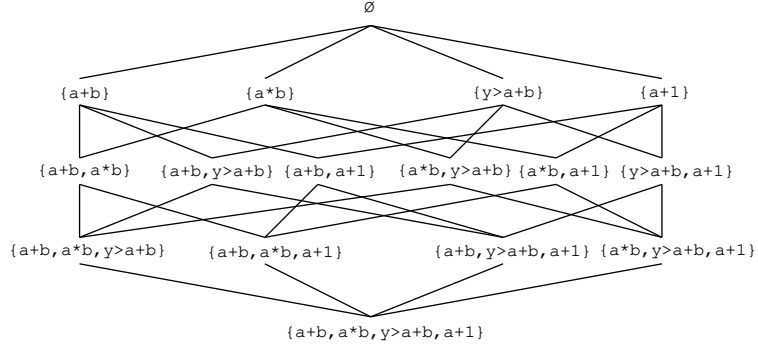 Ø
{a+b} {a*b} {y>a+b} {a+1}
{a+b,a*b} {a+b,y>a+b} {a+b,a+1} {a*b,y>a+b} {a*b,a+1} {y>a+b,a+1}
{a+b,a*b,y>a+b} {a+b,a*b,a+1} {a+b,y>a+b,a+1} {a*b,y>a+b,a+1}
{a+b,a*b,y>a+b,a+1}